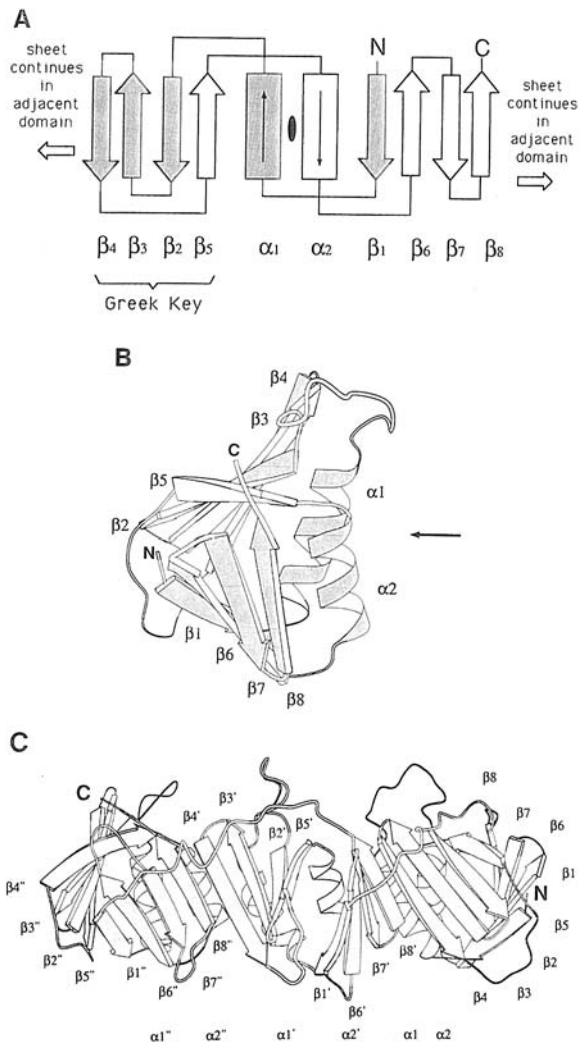 A
sheet
continues
in
adjacent
domain
N
C
sheet
continues
in
adjacent
domain
β4 β3 β2 β5 α1 α2 β1 β6 β7 β8
Greek Key
B
β4
β3
C
β5
α1
β2
N
α2
β1
β6
β7
β8
C
β8
β3'
C
β4'
β7
β5'
β6
β2'
β1
β4"
N
β3"
β5
β8"
β2"
β2
β5"
β7'
β8'
β1"
β7"
β3
β6"
β1'
β4
β6'
α1" α2" α1' α2' α1 α2